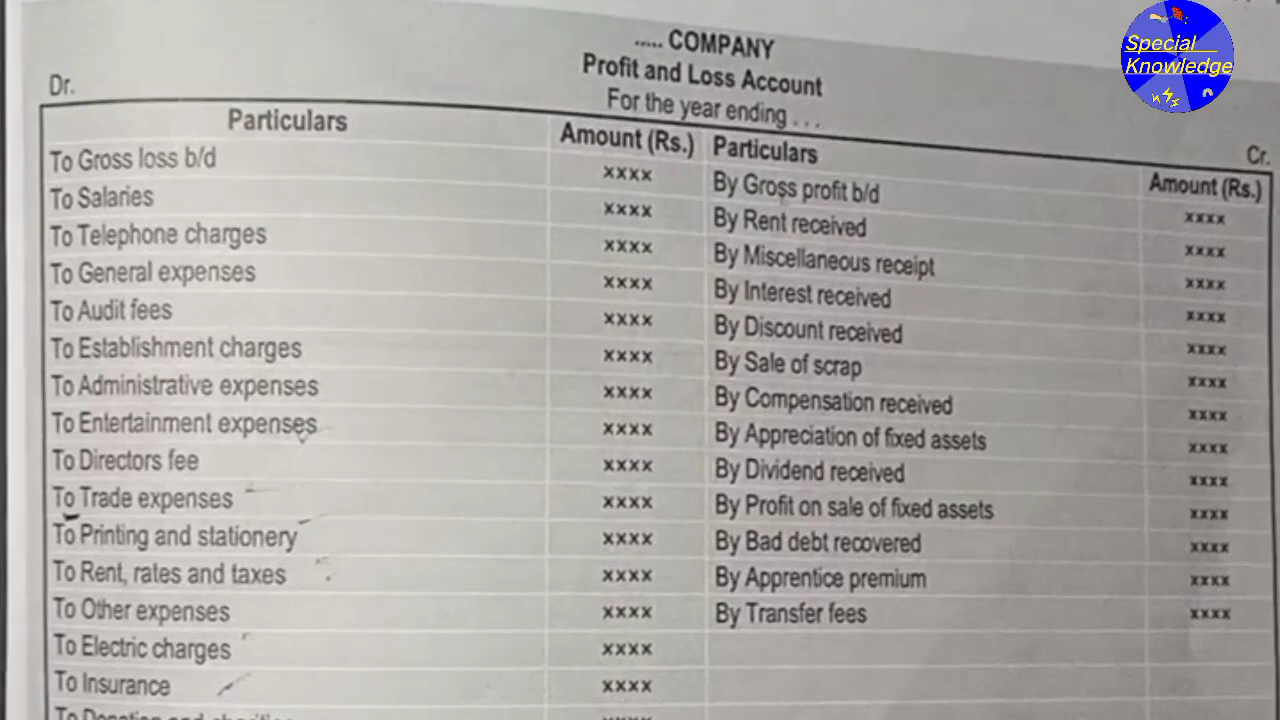 ..... COMPANY
Profit and Loss Account
For the year ending . . .
Dr.
Cr.
Particulars Amount (Rs.) Particulars Amount (Rs.)
To Gross loss b/d xxxx By Gross profit b/d xxxx
To Salaries xxxx By Rent received xxxx
To Telephone charges xxxx By Miscellaneous receipt xxxx
To General expenses xxxx By Interest received xxxx
To Audit fees xxxx By Discount received xxxx
To Establishment charges xxxx By Sale of scrap xxxx
To Administrative expenses xxxx By Compensation received xxxx
To Entertainment expenses xxxx By Appreciation of fixed assets xxxx
To Directors fee xxxx By Dividend received xxxx
To Trade expenses xxxx By Profit on sale of fixed assets xxxx
To Printing and stationery xxxx By Bad debt recovered xxxx
To Rent, rates and taxes xxxx By Apprentice premium xxxx
To Other expenses xxxx By Transfer fees xxxx
To Electric charges xxxx
To Insurance xxxx
Special
Knowledge